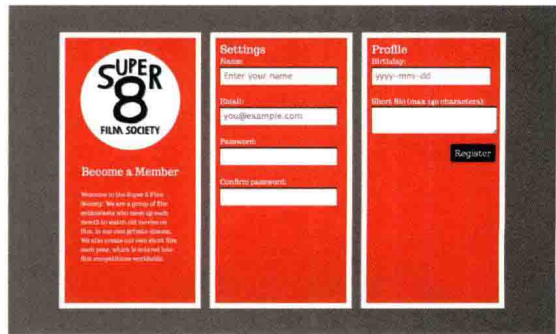 SUPER
8
FILM SOCIETY
Become a Member
Welcome to the Super 8 Film
Society. We are a group of film
enthusiasts who meet up each
month to watch old movies on
film, in our own private cinema.
We also create our own short film
each year, which is entered into
film competitions worldwide.
Settings
Name:
Enter your name
Email:
you@example.com
Password:
Confirm password:
Profile
Birthday:
yyyy-mm-dd
Short Bio (max 140 characters):
Register